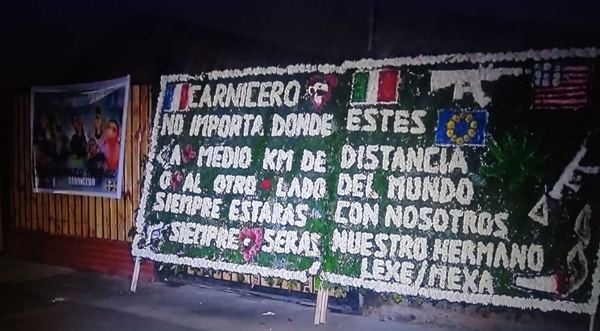 CARNICERO
NO IMPORTA DONDE ESTES
A MEDIO KM DE DISTANCIA
O AL OTRO LADO DEL MUNDO
SIEMPRE ESTARAS CON NOSOTROS
Y SIEMPRE SERAS NUESTRO HERMANO
LEXE/MEXA
CARNICERO